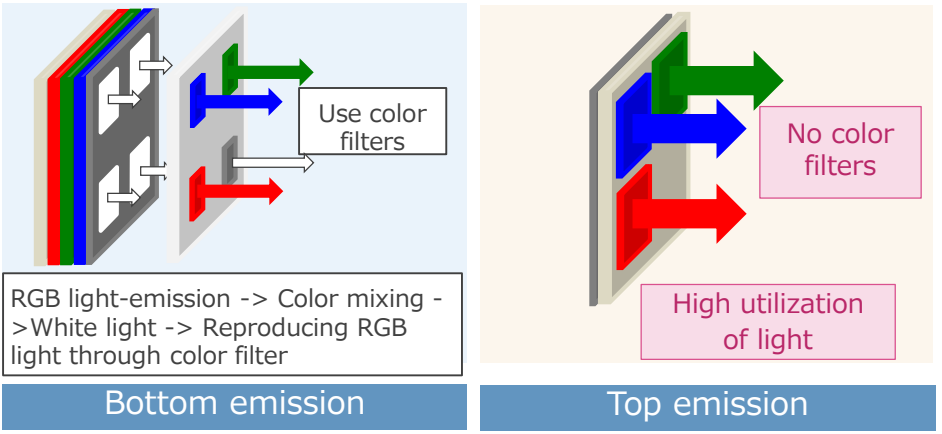 Use color
filters
RGB light-emission -> Color mixing -
>White light -> Reproducing RGB
light through color filter
Bottom emission
No color
filters
High utilization
of light
Top emission